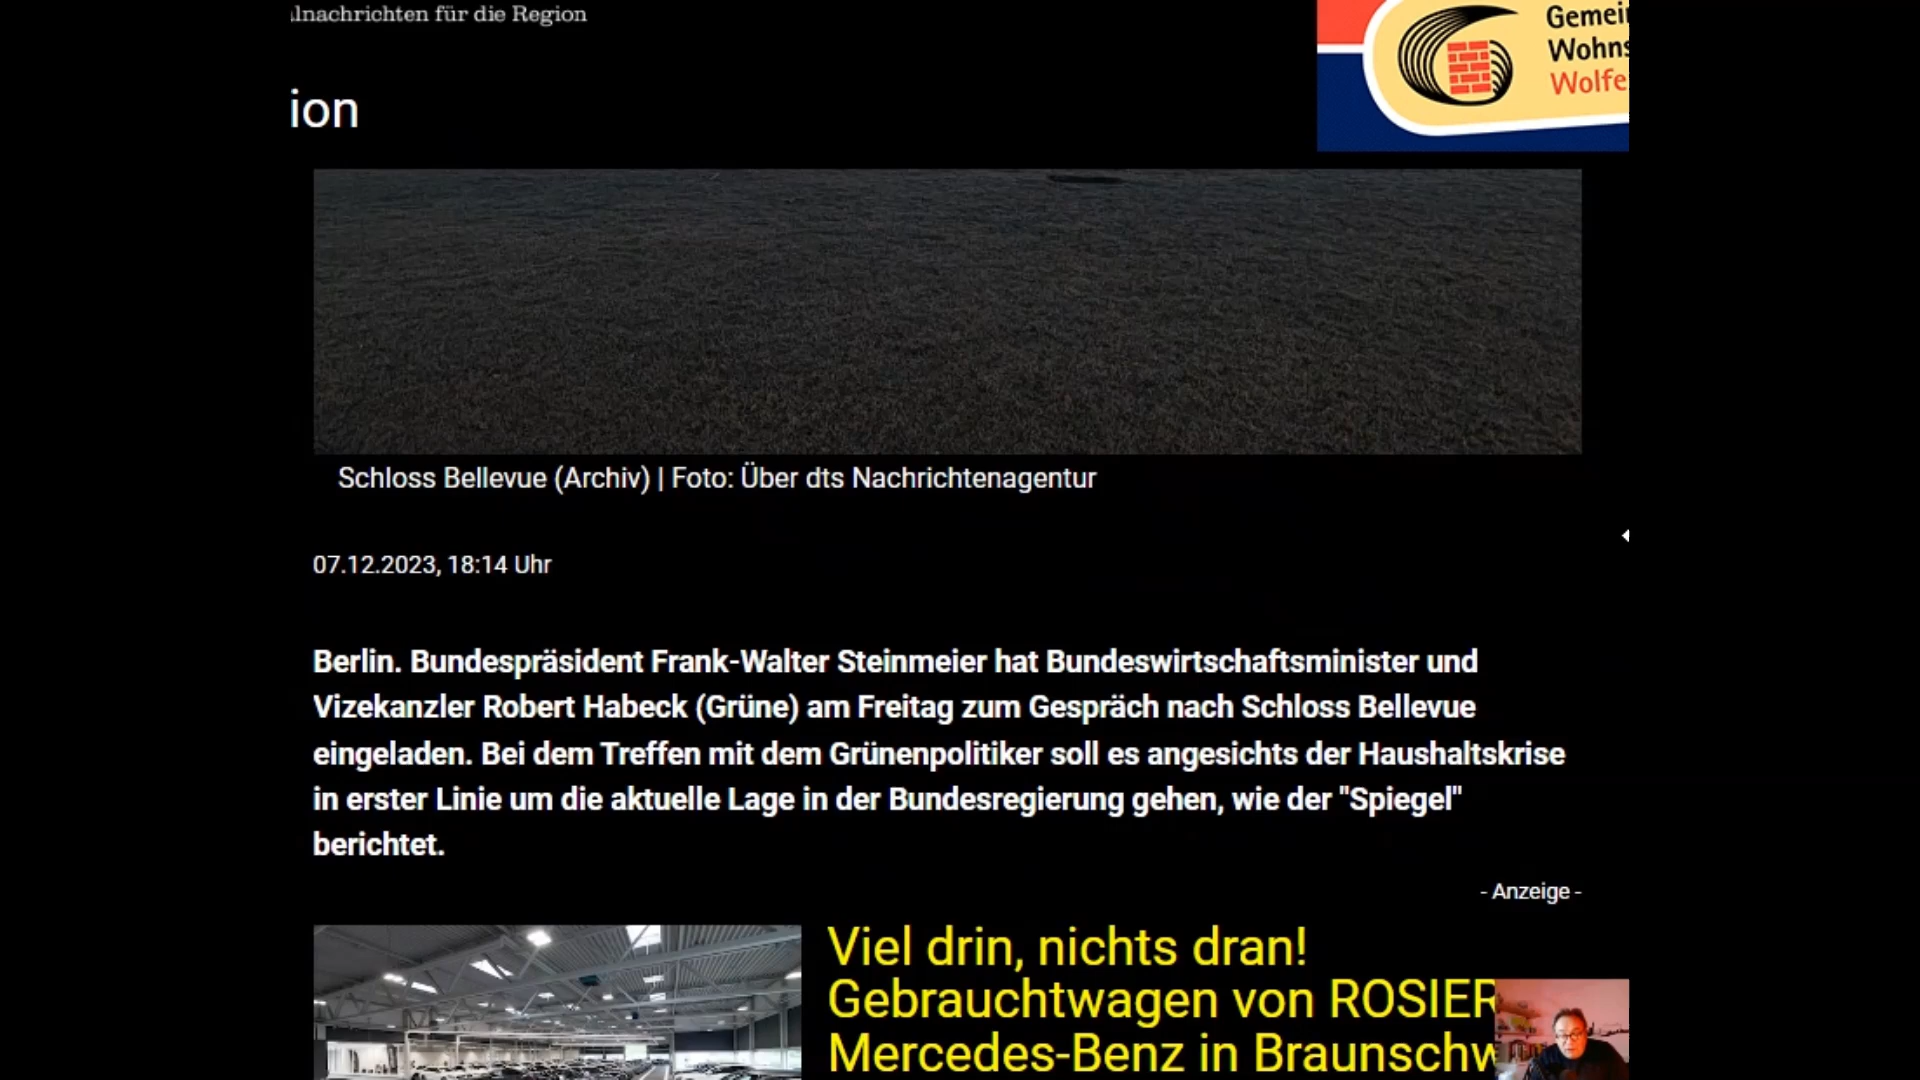 lnachrichten für die Region
Gemei
Wohns
Wolfe
ion
Schloss Bellevue (Archiv) | Foto: Über dts Nachrichtenagentur
07.12.2023, 18:14 Uhr
Berlin. Bundespräsident Frank-Walter Steinmeier hat Bundeswirtschaftsminister und
Vizekanzler Robert Habeck (Grüne) am Freitag zum Gespräch nach Schloss Bellevue
eingeladen. Bei dem Treffen mit dem Grünenpolitiker soll es angesichts der Haushaltskrise
in erster Linie um die aktuelle Lage in der Bundesregierung gehen, wie der "Spiegel"
berichtet.
- Anzeige -
Viel drin, nichts dran!
Gebrauchtwagen von ROSIER
Mercedes-Benz in Braunschw